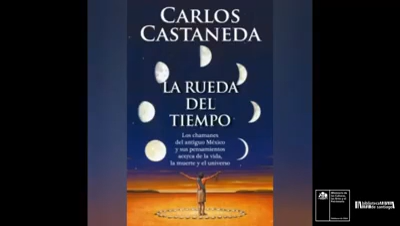 CARLOS
CASTANEDA
LA RUEDA
DEL
TIEMPO
Los chamanes
del antiguo México
y sus pensamientos
acerca de la vida,
la muerte y el universo